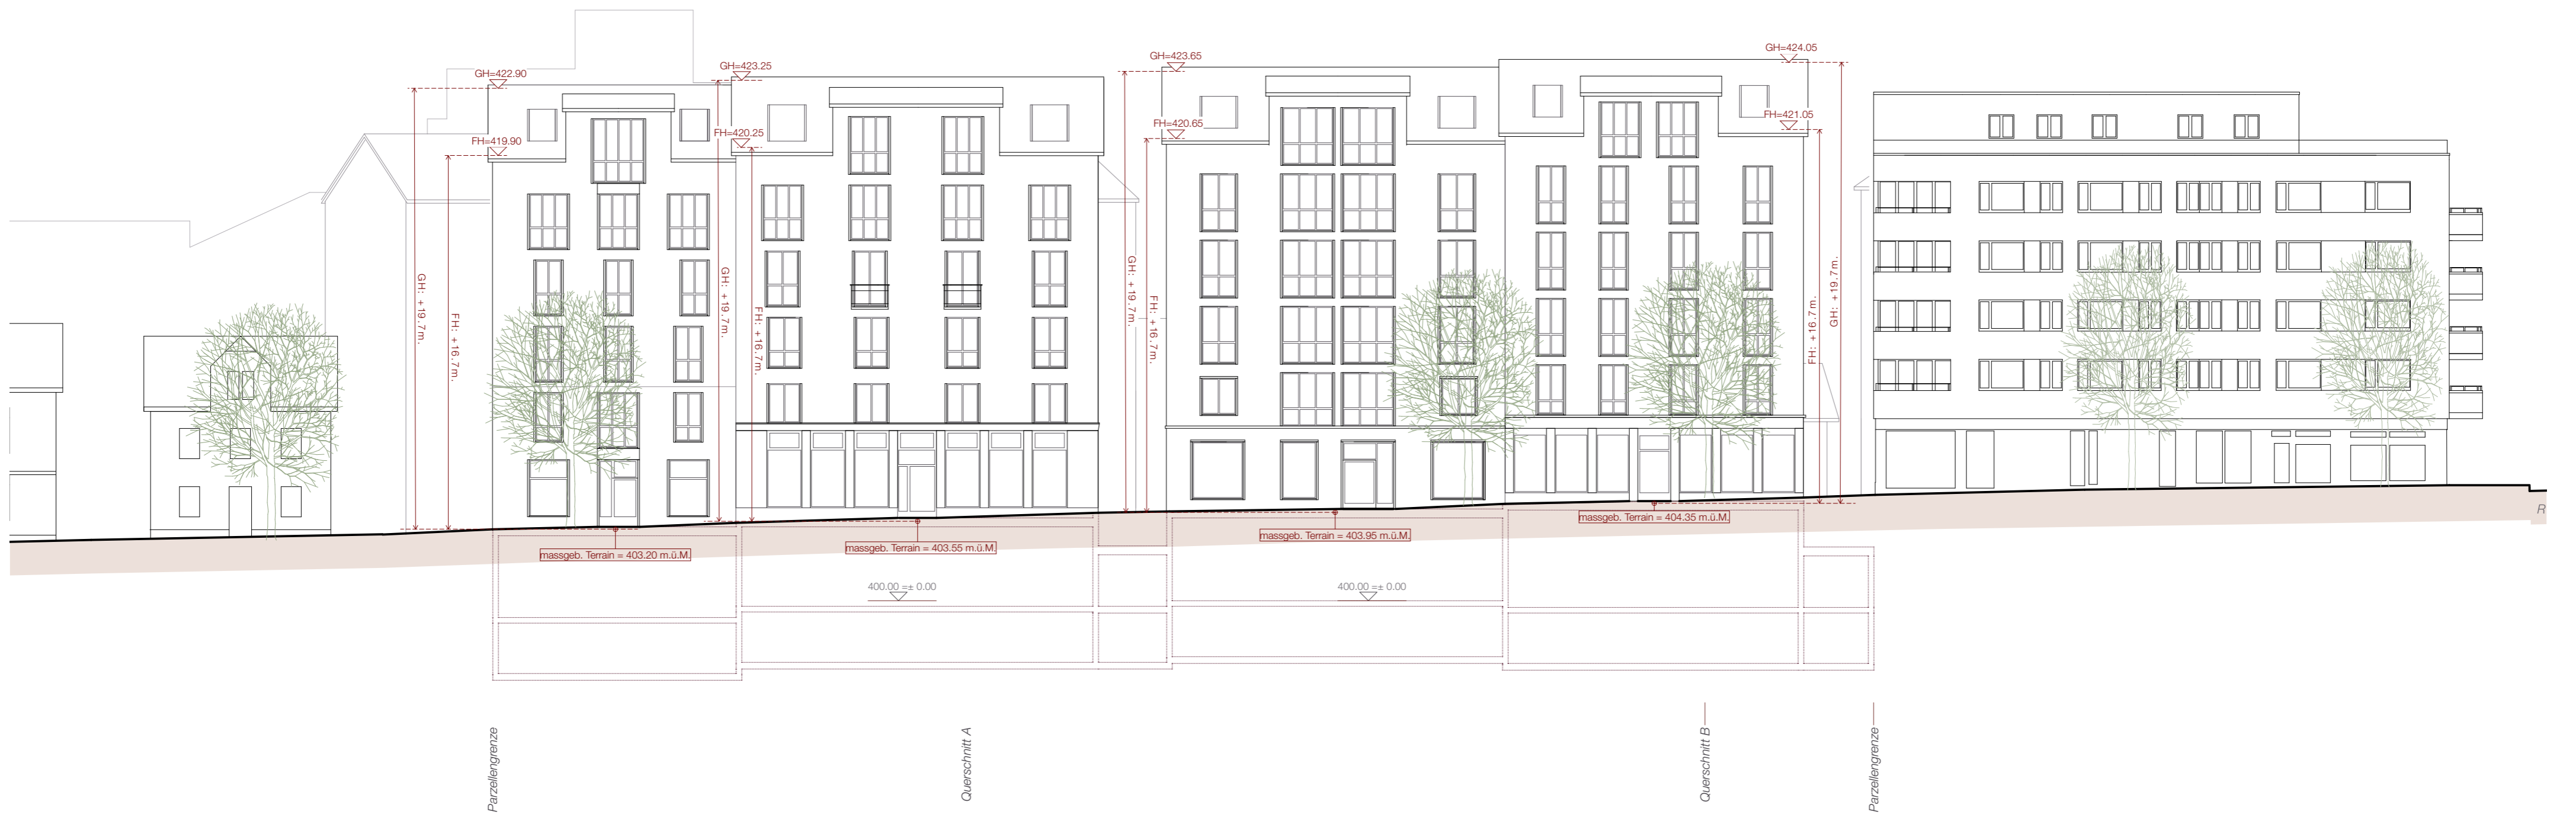 GH=422.90
FH=419.90
GH=423.25
FH=420.25
GH=423.65
FH=420.65
GH=424.05
FH=421.05
GH: +19.7m.
FH: +16.7m.
GH: +19.7m.
FH: +16.7m.
GH: +19.7m.
FH: +16.7m.
FH: +16.7m.
GH: +19.7m.
massgeb. Terrain = 403.20 m.ü.M.
massgeb. Terrain = 403.55 m.ü.M.
massgeb. Terrain = 403.95 m.ü.M.
massgeb. Terrain = 404.35 m.ü.M.
R
400.00 =± 0.00
400.00 =± 0.00
Parzellengrenze
Querschnitt A
Querschnitt B
Parzellengrenze